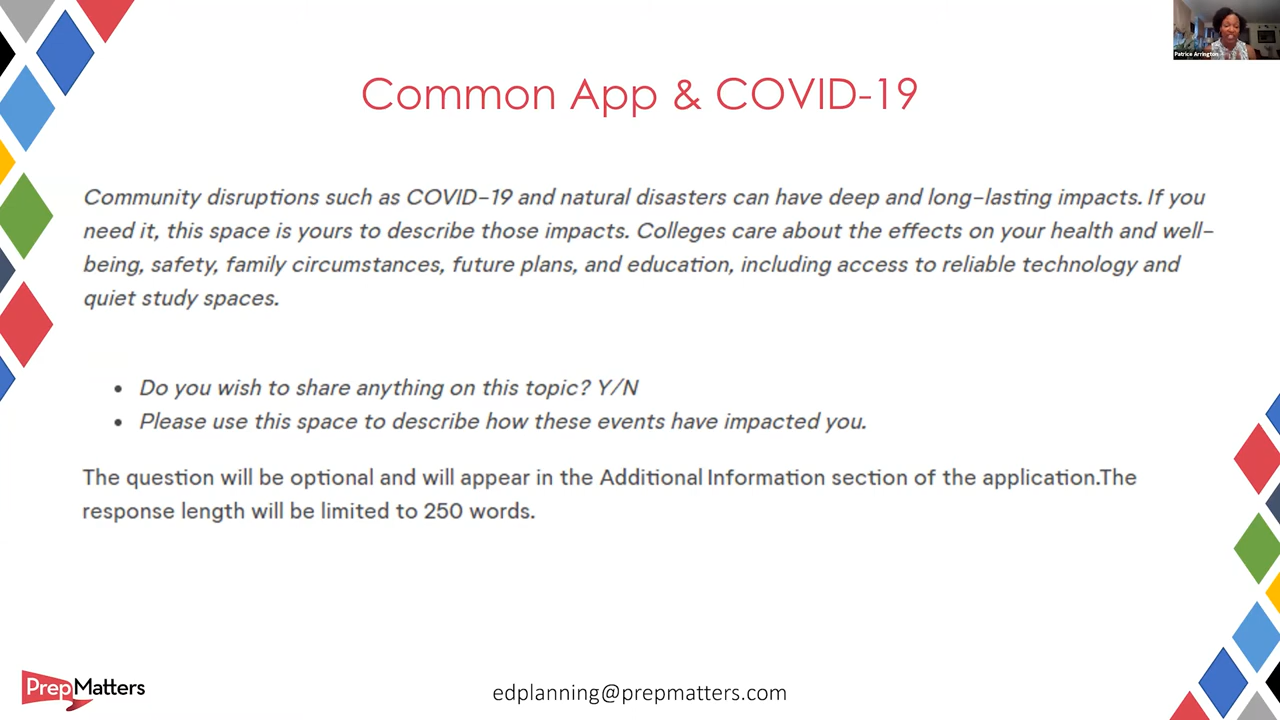 Patrice Arrington
Common App & COVID-19
Community disruptions such as COVID-19 and natural disasters can have deep and long-lasting impacts. If you
need it, this space is yours to describe those impacts. Colleges care about the effects on your health and well-
being, safety, family circumstances, future plans, and education, including access to reliable technology and
quiet study spaces.
• Do you wish to share anything on this topic? Y/N
• Please use this space to describe how these events have impacted you.
The question will be optional and will appear in the Additional Information section of the application.The
response length will be limited to 250 words.
PrepMatters
edplanning@prepmatters.com